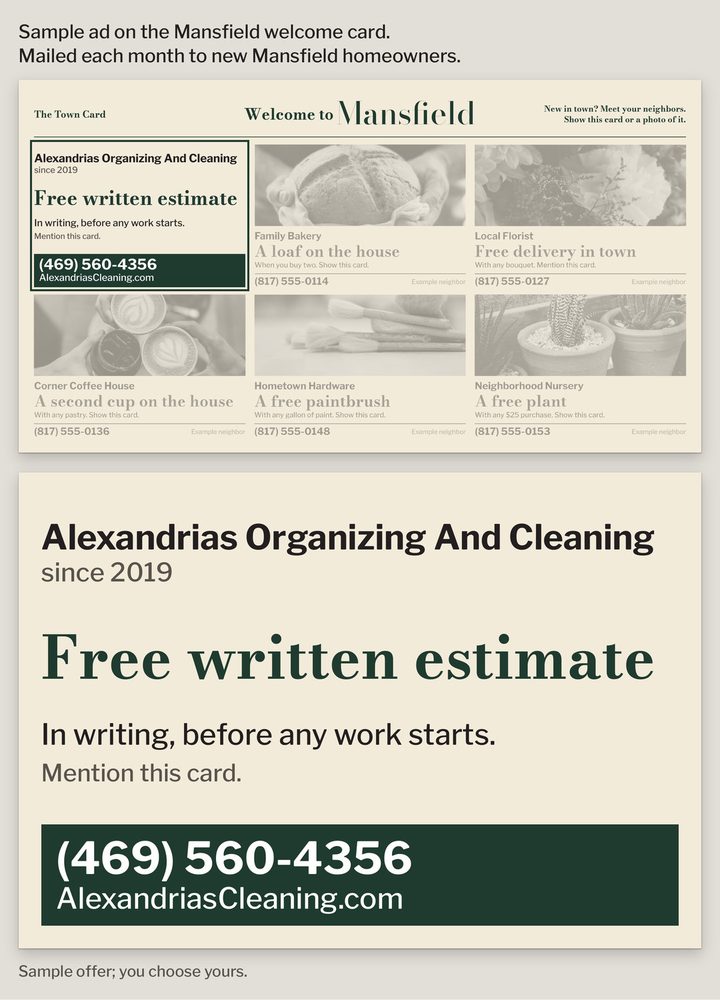 Sample ad on the Mansfield welcome card.
Mailed each month to new Mansfield homeowners.
The Town Card
Welcome to Mansfield
New in town? Meet your neighbors.
Show this card or a photo of it.
Alexandrias Organizing And Cleaning
since 2019
Free written estimate
In writing, before any work starts.
Mention this card.
(469) 560-4356
AlexandriasCleaning.com
Family Bakery
A loaf on the house
When you buy two. Show this card.
(817) 555-0114
Example neighbor
Local Florist
Free delivery in town
With any bouquet. Mention this card.
(817) 555-0127
Example neighbor
Corner Coffee House
A second cup on the house
With any pastry. Show this card.
(817) 555-0136
Example neighbor
Hometown Hardware
A free paintbrush
With any gallon of paint. Show this card.
(817) 555-0148
Example neighbor
Neighborhood Nursery
A free plant
With any $25 purchase. Show this card.
(817) 555-0153
Example neighbor
Alexandrias Organizing And Cleaning
since 2019
Free written estimate
In writing, before any work starts.
Mention this card.
(469) 560-4356
AlexandriasCleaning.com
Sample offer; you choose yours.